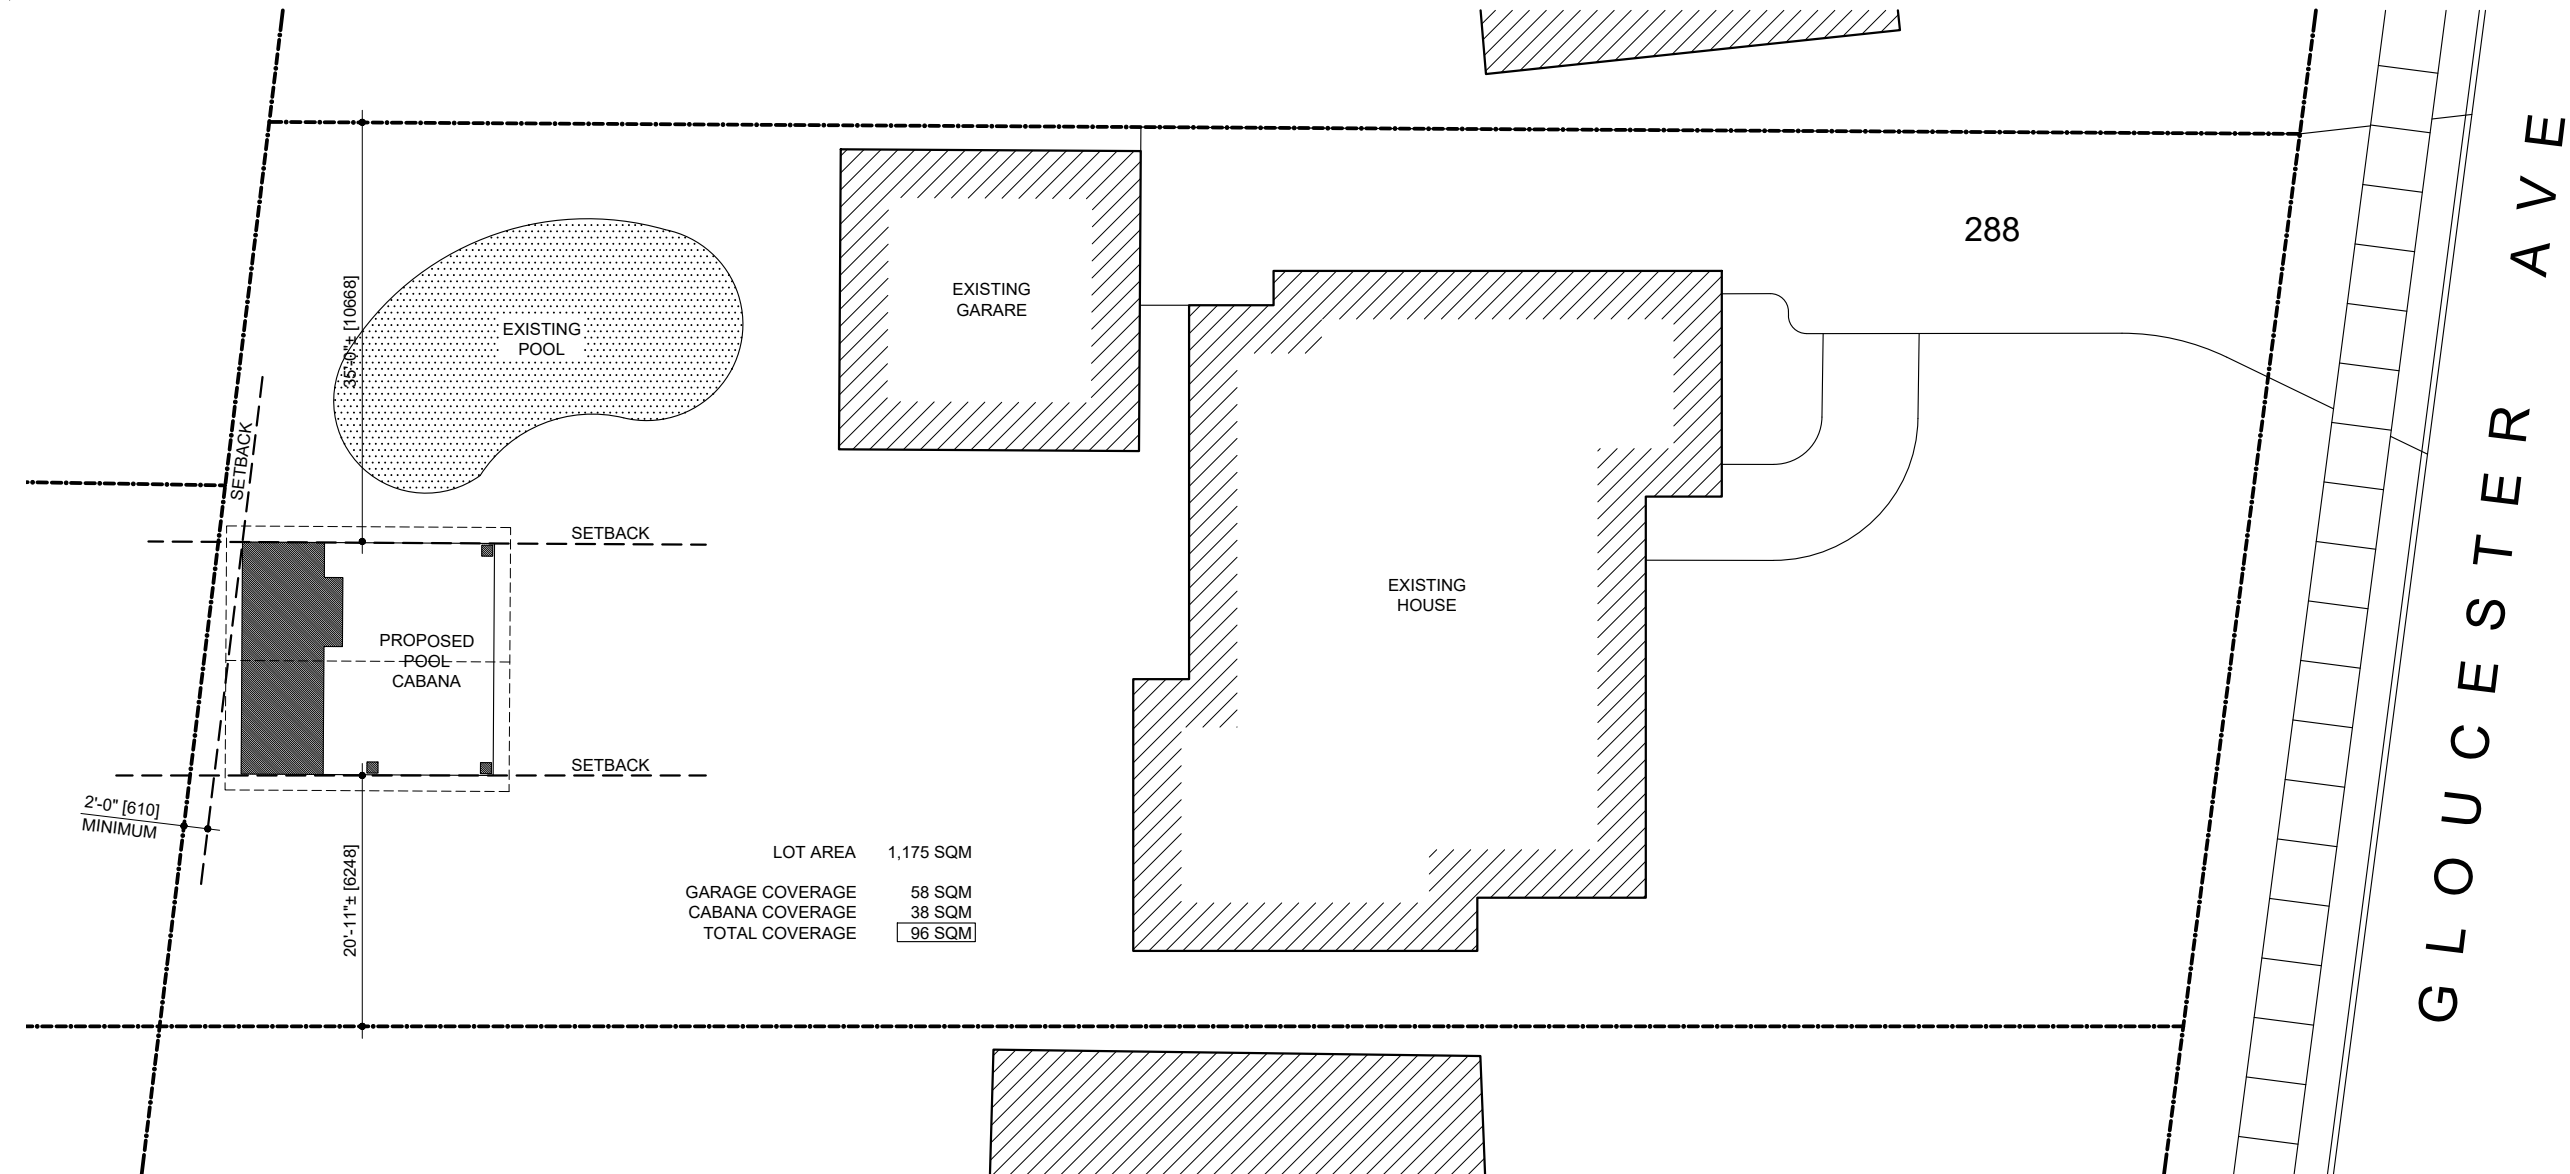 288
EXISTING
GARARE
EXISTING
POOL
35'-0"± [10668]
SETBACK
SETBACK
EXISTING
HOUSE
PROPOSED
POOL
CABANA
SETBACK
2'-0" [610]
MINIMUM
20'-11"± [6248]
LOT AREA 1,175 SQM
GARAGE COVERAGE 58 SQM
CABANA COVERAGE 38 SQM
TOTAL COVERAGE 96 SQM
GLOUCESTER AVE